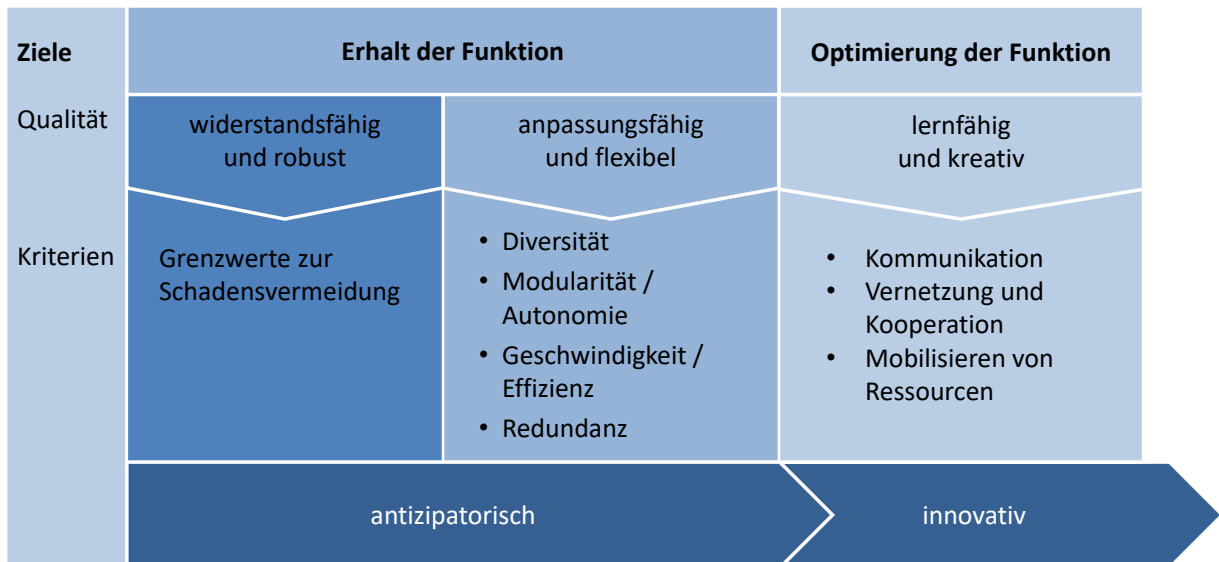 Ziele
Erhalt der Funktion
Optimierung der Funktion
Qualität
widerstandsfähig
und robust
anpassungsfähig
und flexibel
lernfähig
und kreativ
Kriterien
Grenzwerte zur
Schadensvermeidung
• Diversität
• Modularität /
Autonomie
• Geschwindigkeit /
Effizienz
• Redundanz
• Kommunikation
• Vernetzung und
Kooperation
• Mobilisieren von
Ressourcen
antizipatorisch
innovativ